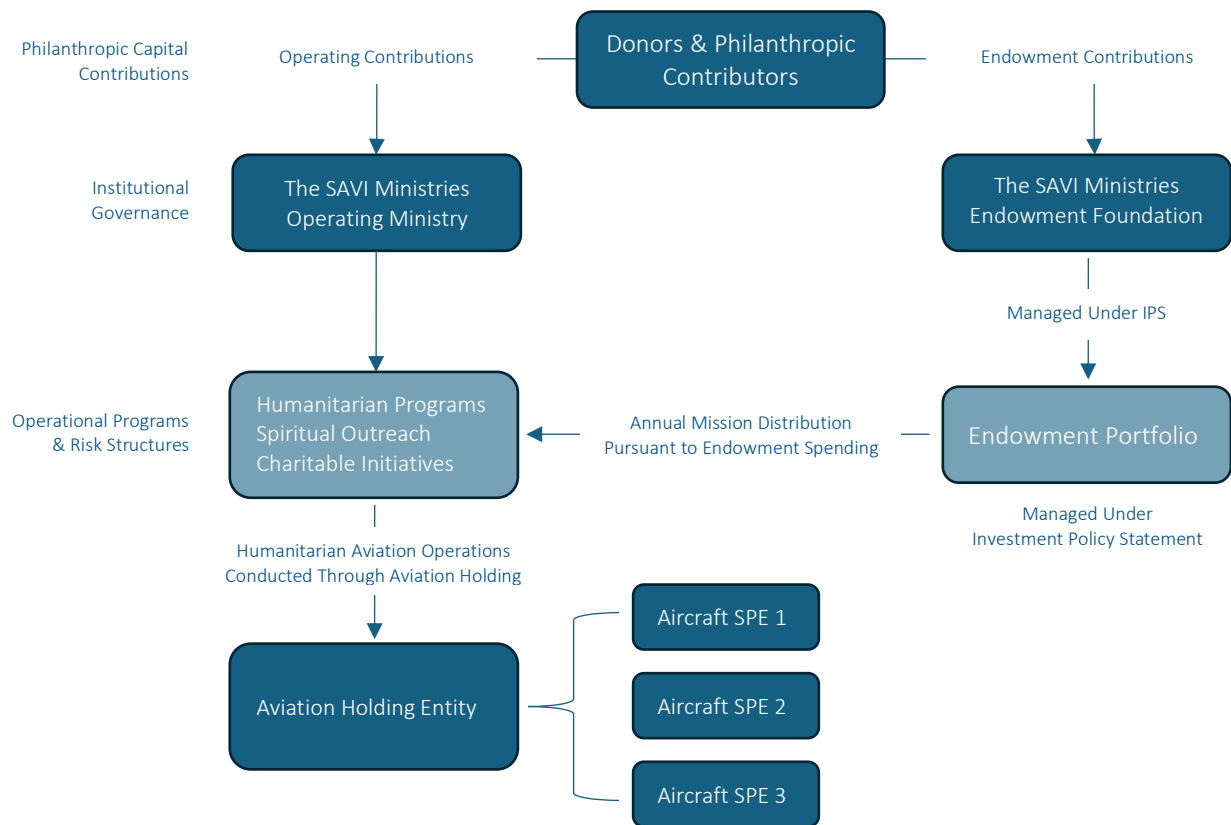 Philanthropic Capital
Contributions
Operating Contributions
Donors & Philanthropic
Contributors
Endowment Contributions
Institutional
Governance
The SAVI Ministries
Operating Ministry
The SAVI Ministries
Endowment Foundation
Managed Under IPS
Operational Programs
& Risk Structures
Humanitarian Programs
Spiritual Outreach
Charitable Initiatives
Annual Mission Distribution
Pursuant to Endowment Spending
Endowment Portfolio
Managed Under
Investment Policy Statement
Humanitarian Aviation Operations
Conducted Through Aviation Holding
Aviation Holding Entity
Aircraft SPE 1
Aircraft SPE 2
Aircraft SPE 3